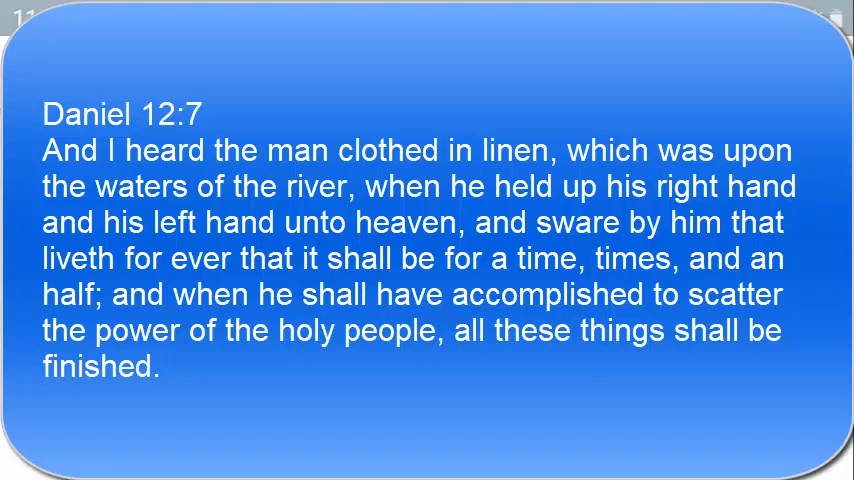 11
Daniel 12:7
And I heard the man clothed in linen, which was upon
the waters of the river, when he held up his right hand
and his left hand unto heaven, and sware by him that
liveth for ever that it shall be for a time, times, and an
half; and when he shall have accomplished to scatter
the power of the holy people, all these things shall be
finished.